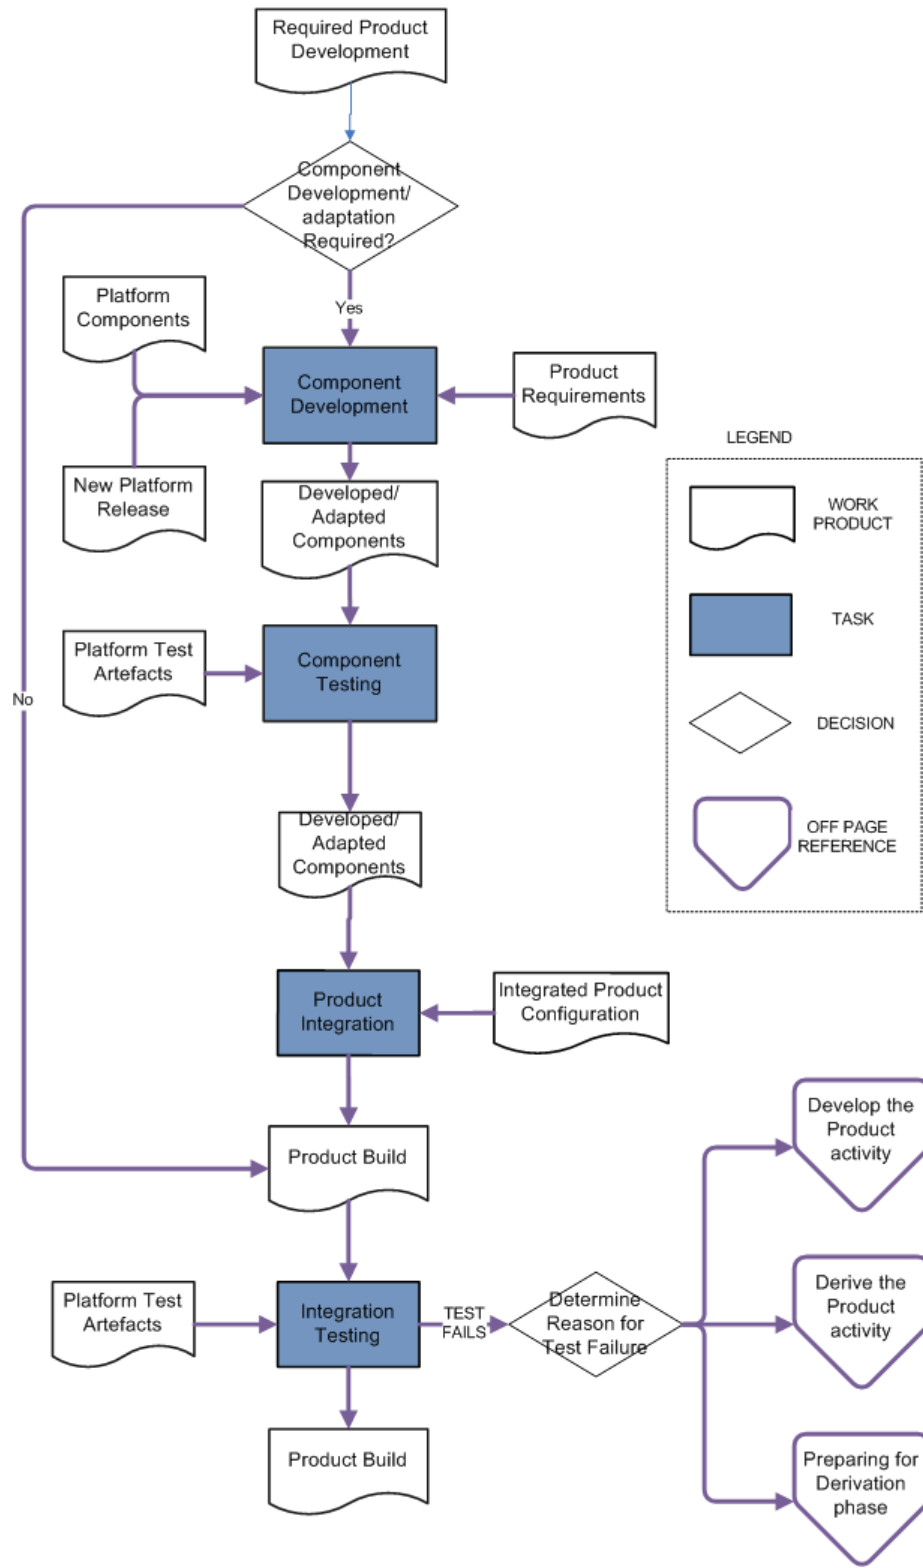 Required Product
Development
Component
Development/
adaptation
Required?
Yes
Platform
Components
Component
Development
Product
Requirements
New Platform
Release
Developed/
Adapted
Components
Platform Test
Artefacts
Component
Testing
No
Developed/
Adapted
Components
Product
Integration
Integrated Product
Configuration
Product Build
Platform Test
Artefacts
Integration
Testing
TEST
FAILS
Determine
Reason for
Test Failure
Product Build
Develop the
Product
activity
Derive the
Product
activity
Preparing for
Derivation
phase
LEGEND
WORK
PRODUCT
TASK
DECISION
OFF PAGE
REFERENCE